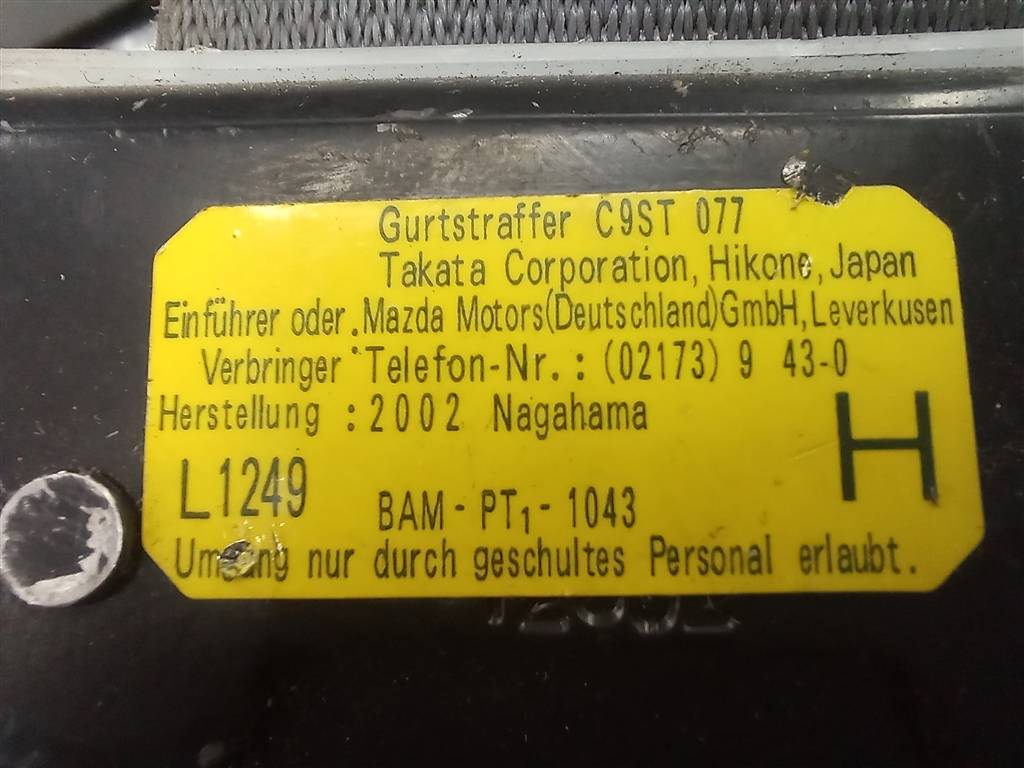 Gurtstraffer C9ST 077
Takata Corporation, Hikone, Japan
Einführer oder. Mazda Motors(Deutschland)GmbH, Leverkusen
Verbringer : Telefon-Nr. : (02173) 9 43-0
Herstellung : 2002 Nagahama
H
L1249 BAM - PT1 - 1043
Umgang nur durch geschultes Personal erlaubt.